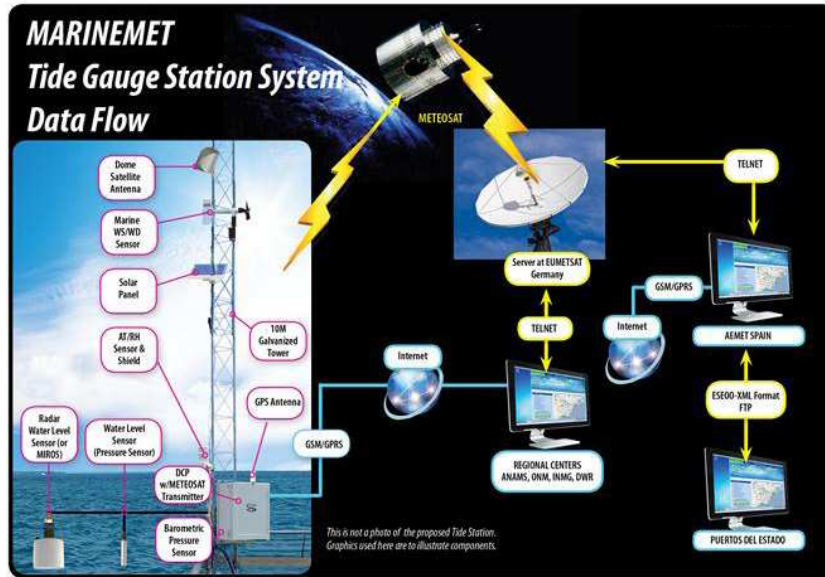 MARINEMET
Tide Gauge Station System
Data Flow
METEOSAT
Dome
Satellite
Antenna
Marine
WS/WD
Sensor
Solar
Panel
AT/RH
Sensor &
Shield
10M
Galvanized
Tower
Radar
Water Level
Sensor (or
MIROS)
Water Level
Sensor
(Pressure Sensor)
GPS Antenna
DCP
w/METEOSAT
Transmitter
Barometric
Pressure
Sensor
GSM/GPRS
Internet
Server at EUMETSAT
Germany
TELNET
REGIONAL CENTERS
ANAMS, ONM, INMG, DWR
TELNET
GSM/GPRS
Internet
AEMET SPAIN
ESEOO-XML Format
FTP
PUERTOS DEL ESTADO
This is not a photo of the proposed Tide Station.
Graphics used here are to illustrate components.